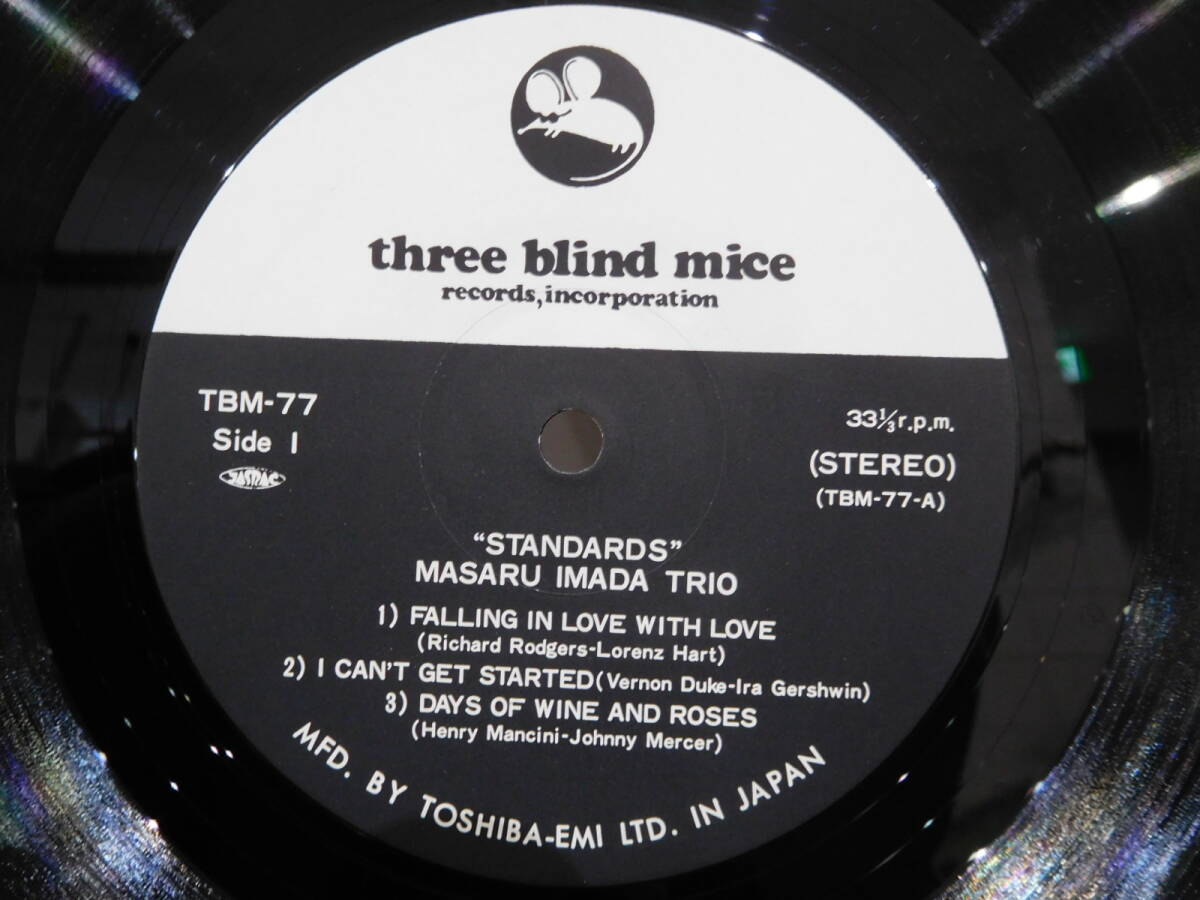 three blind mice
records, incorporation
TBM-77
Side 1
JASRAC
33⅓ r.p.m.
(STEREO)
(TBM-77-A)
“STANDARDS”
MASARU IMADA TRIO
1) FALLING IN LOVE WITH LOVE
(Richard Rodgers-Lorenz Hart)
2) I CAN'T GET STARTED (Vernon Duke-Ira Gershwin)
3) DAYS OF WINE AND ROSES
(Henry Mancini-Johnny Mercer)
MFD. BY TOSHIBA-EMI LTD. IN JAPAN